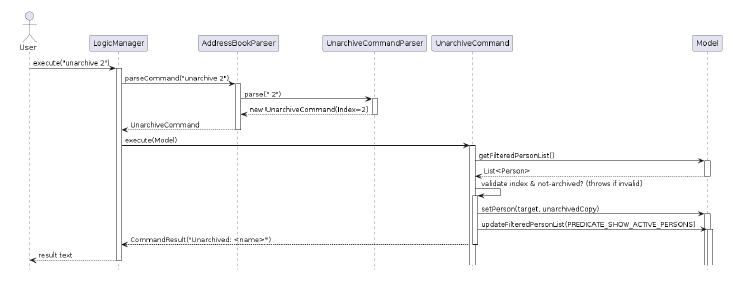 User
LogicManager
AddressBookParser
UnarchiveCommandParser
UnarchiveCommand
Model
execute("unarchive 2")
parseCommand("unarchive 2")
parse(" 2")
new UnarchiveCommand(Index=2)
UnarchiveCommand
execute(Model)
getFilteredPersonList()
List<Person>
validate index & not-archived? (throws if invalid)
setPerson(target, unarchivedCopy)
updateFilteredPersonList(PREDICATE_SHOW_ACTIVE_PERSONS)
CommandResult("Unarchived: <name>")
result text